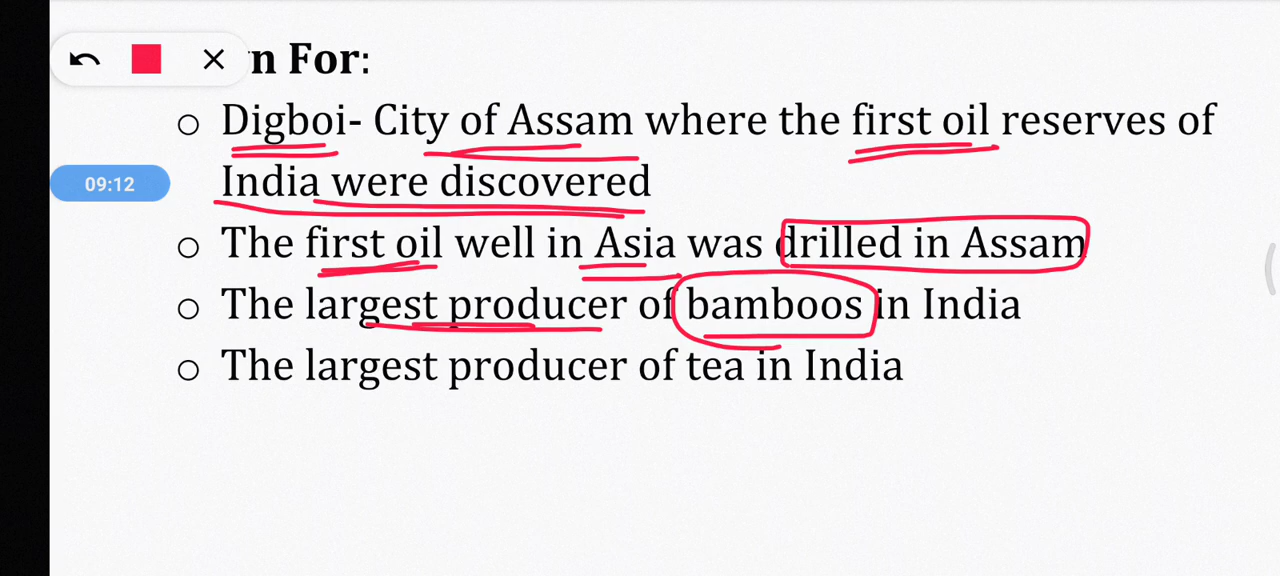 n For:
○ Digboi- City of Assam where the first oil reserves of
09:12
India were discovered
○ The first oil well in Asia was drilled in Assam
○ The largest producer of bamboos in India
○ The largest producer of tea in India